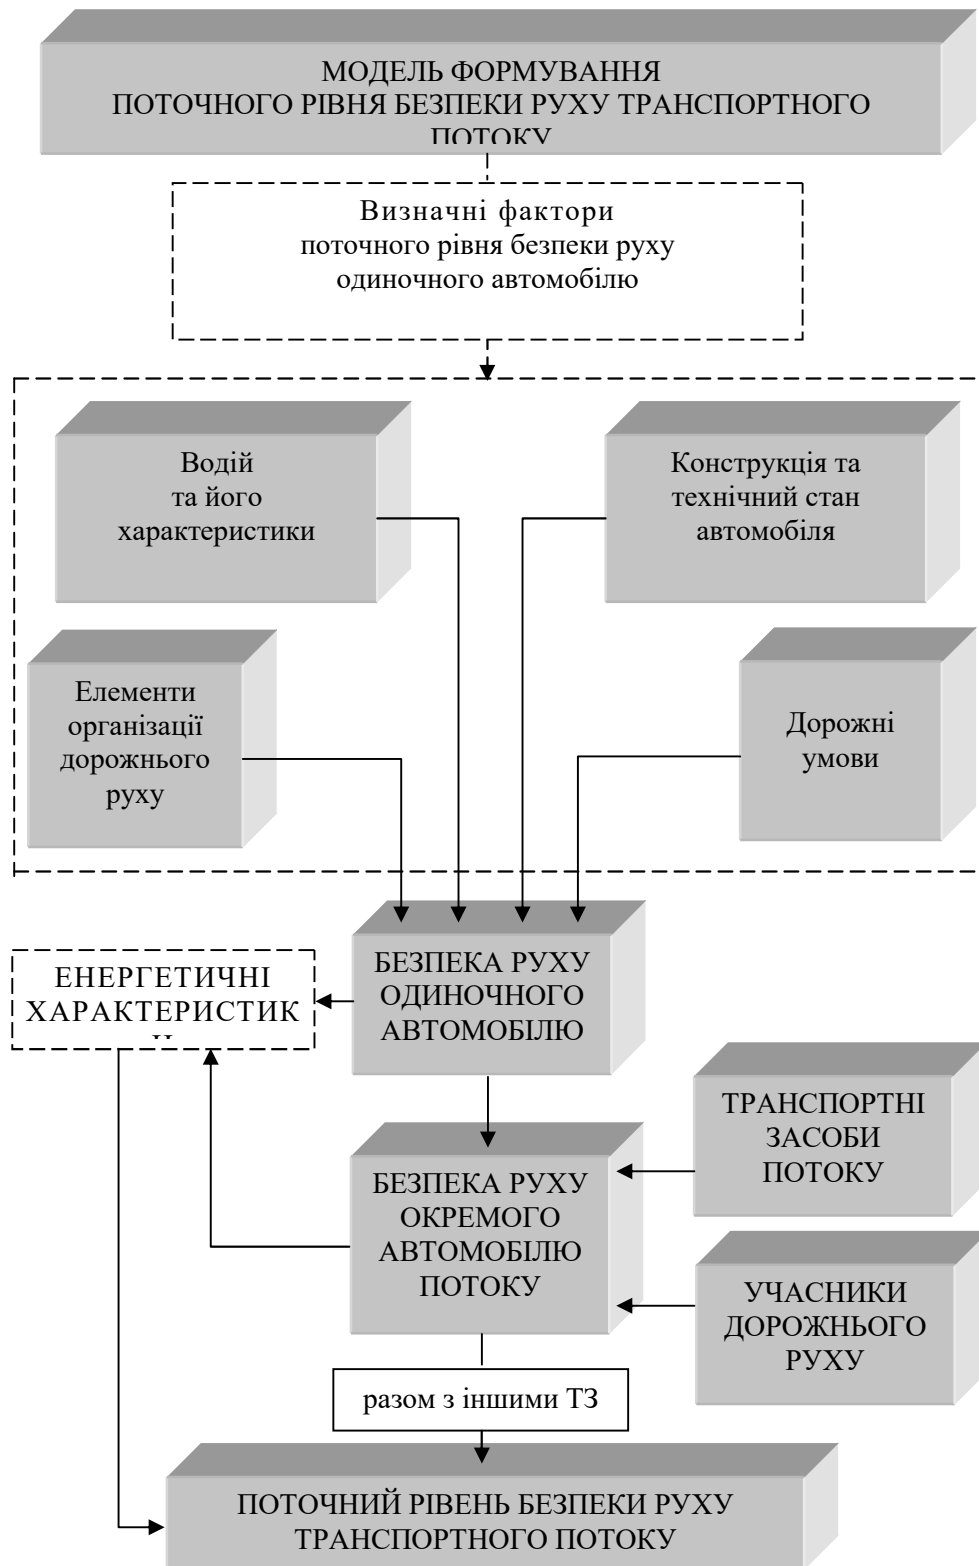 МОДЕЛЬ ФОРМУВАННЯ
ПОТОЧНОГО РІВНЯ БЕЗПЕКИ РУХУ ТРАНСПОРТНОГО
ПОТОКУ
Визначні фактори
поточного рівня безпеки руху
одиночного автомобілю
Водій
та його
характеристики
Конструкція та
технічний стан
автомобіля
Елементи
організації
дорожнього
руху
Дорожні
умови
БЕЗПЕКА РУХУ
ОДИНОЧНОГО
АВТОМОБІЛЮ
ЕНЕРГЕТИЧНІ
ХАРАКТЕРИСТИК
И
ТРАНСПОРТНІ
ЗАСОБИ
ПОТОКУ
БЕЗПЕКА РУХУ
ОКРЕМОГО
АВТОМОБІЛЮ
ПОТОКУ
УЧАСНИКИ
ДОРОЖНЬОГО
РУХУ
разом з іншими ТЗ
ПОТОЧНИЙ РІВЕНЬ БЕЗПЕКИ РУХУ
ТРАНСПОРТНОГО ПОТОКУ